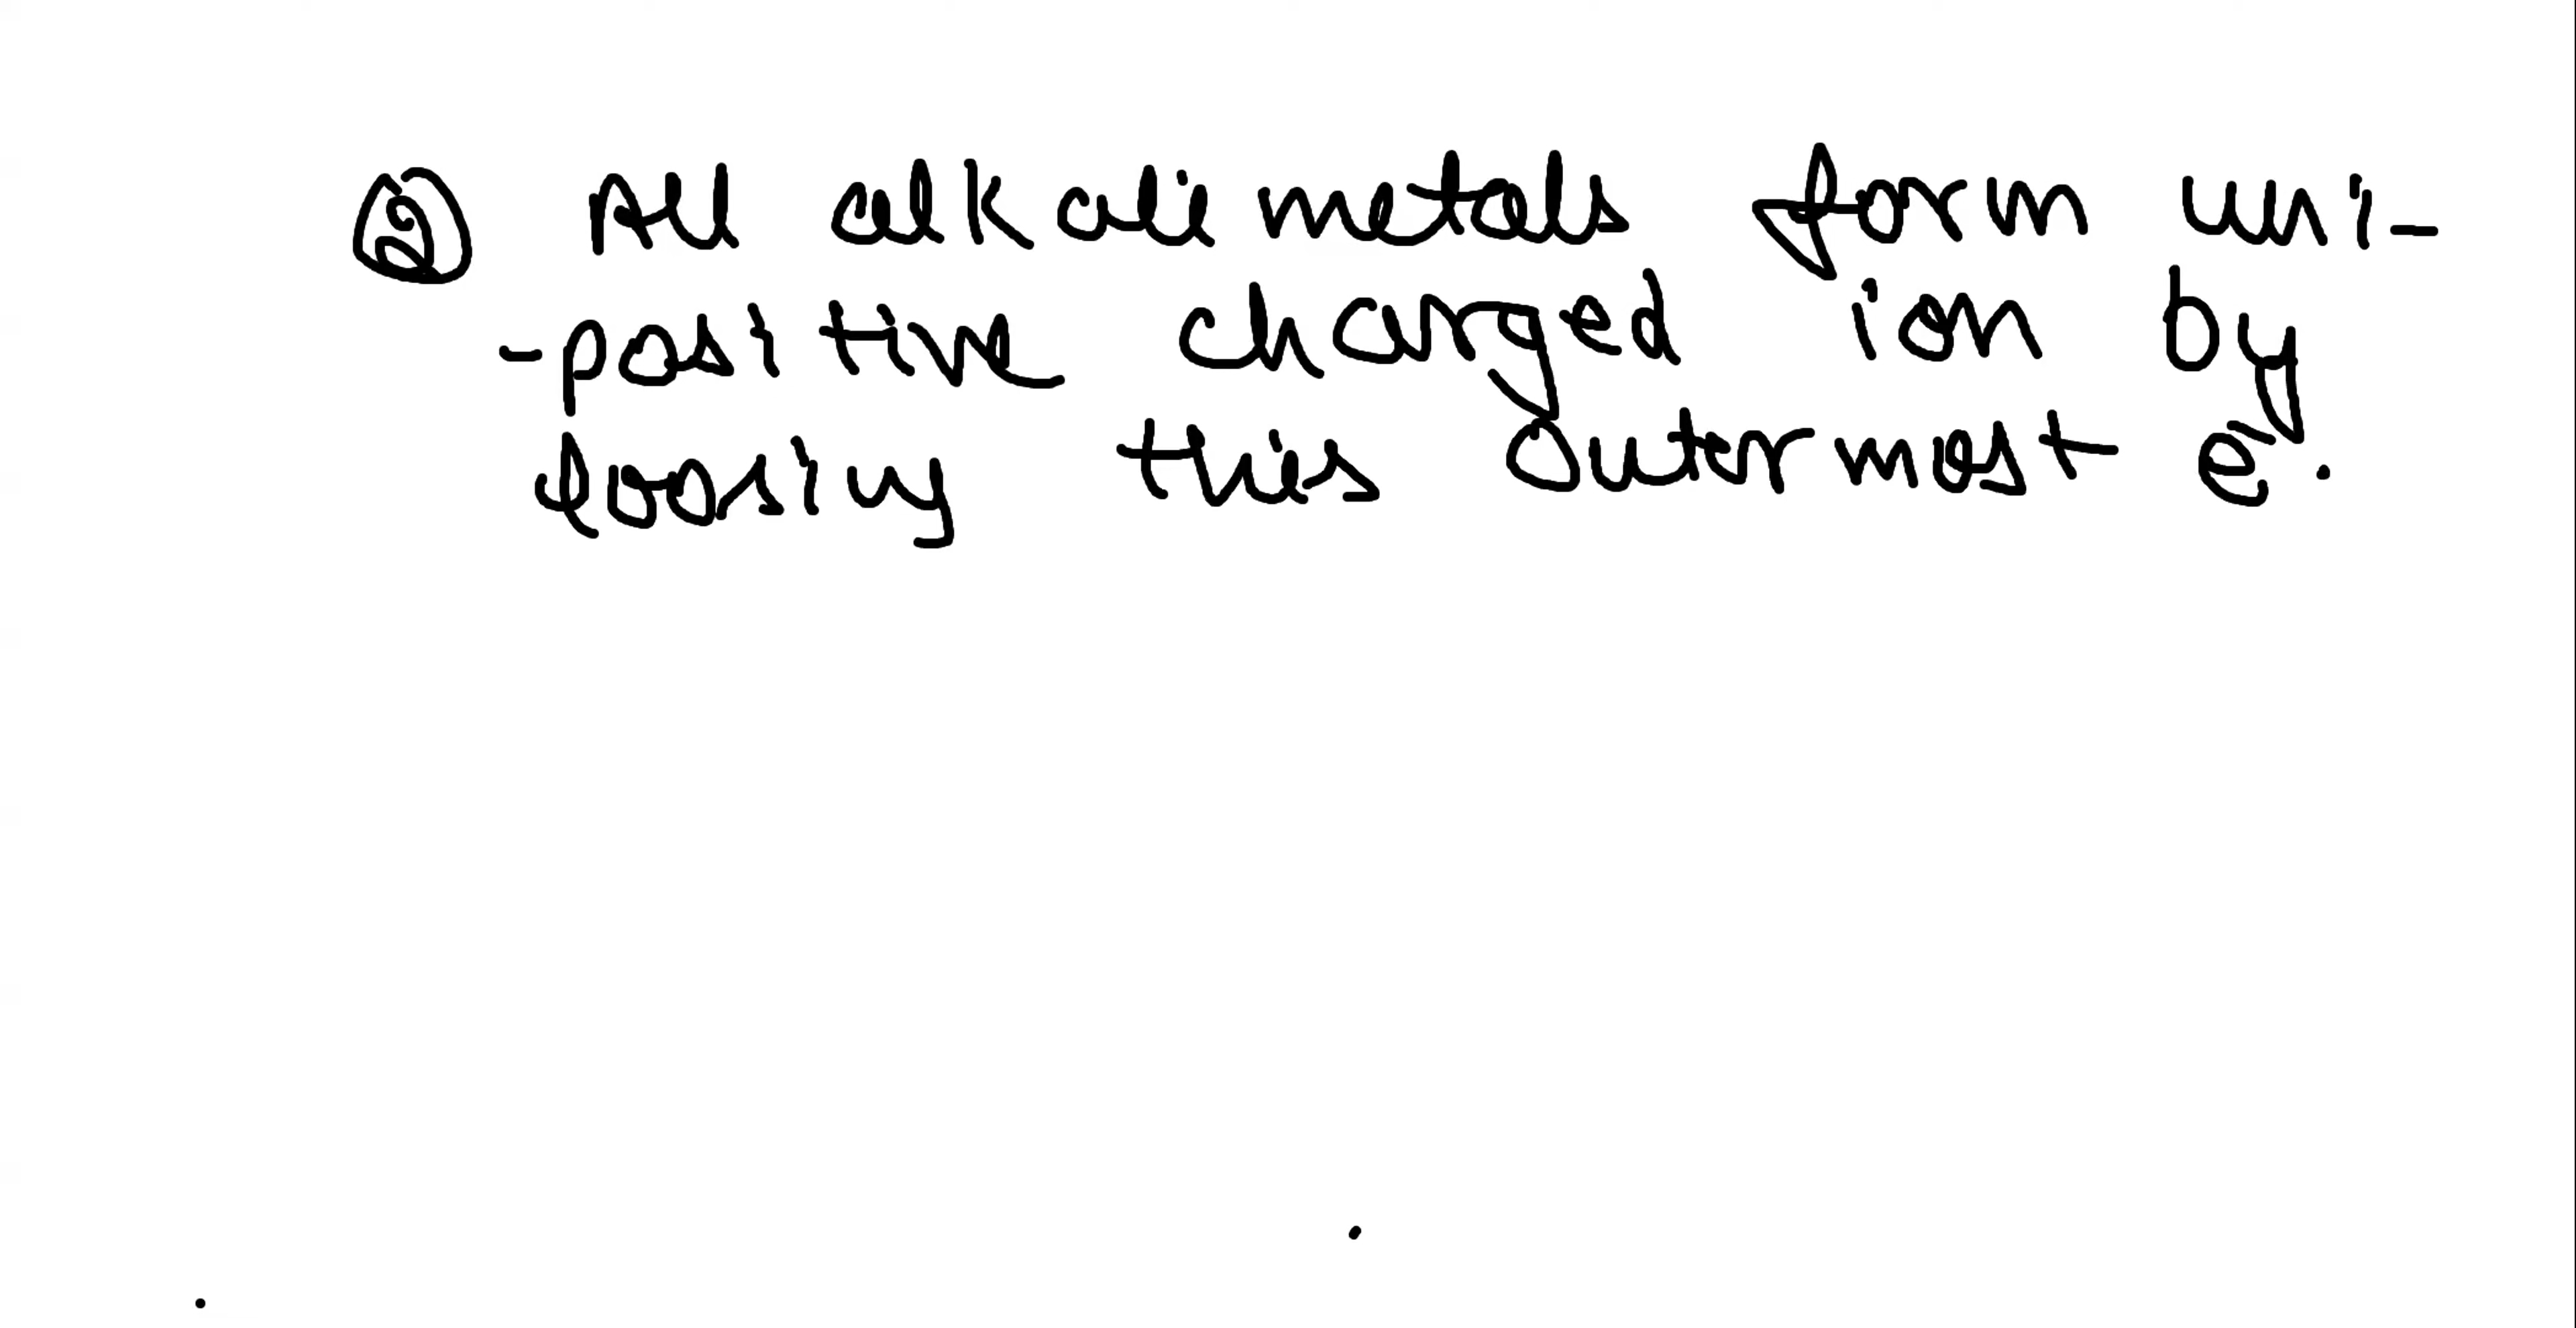 ② All alkali metals form uni-
-positive charged ion by
loosing this outermost e⁻.